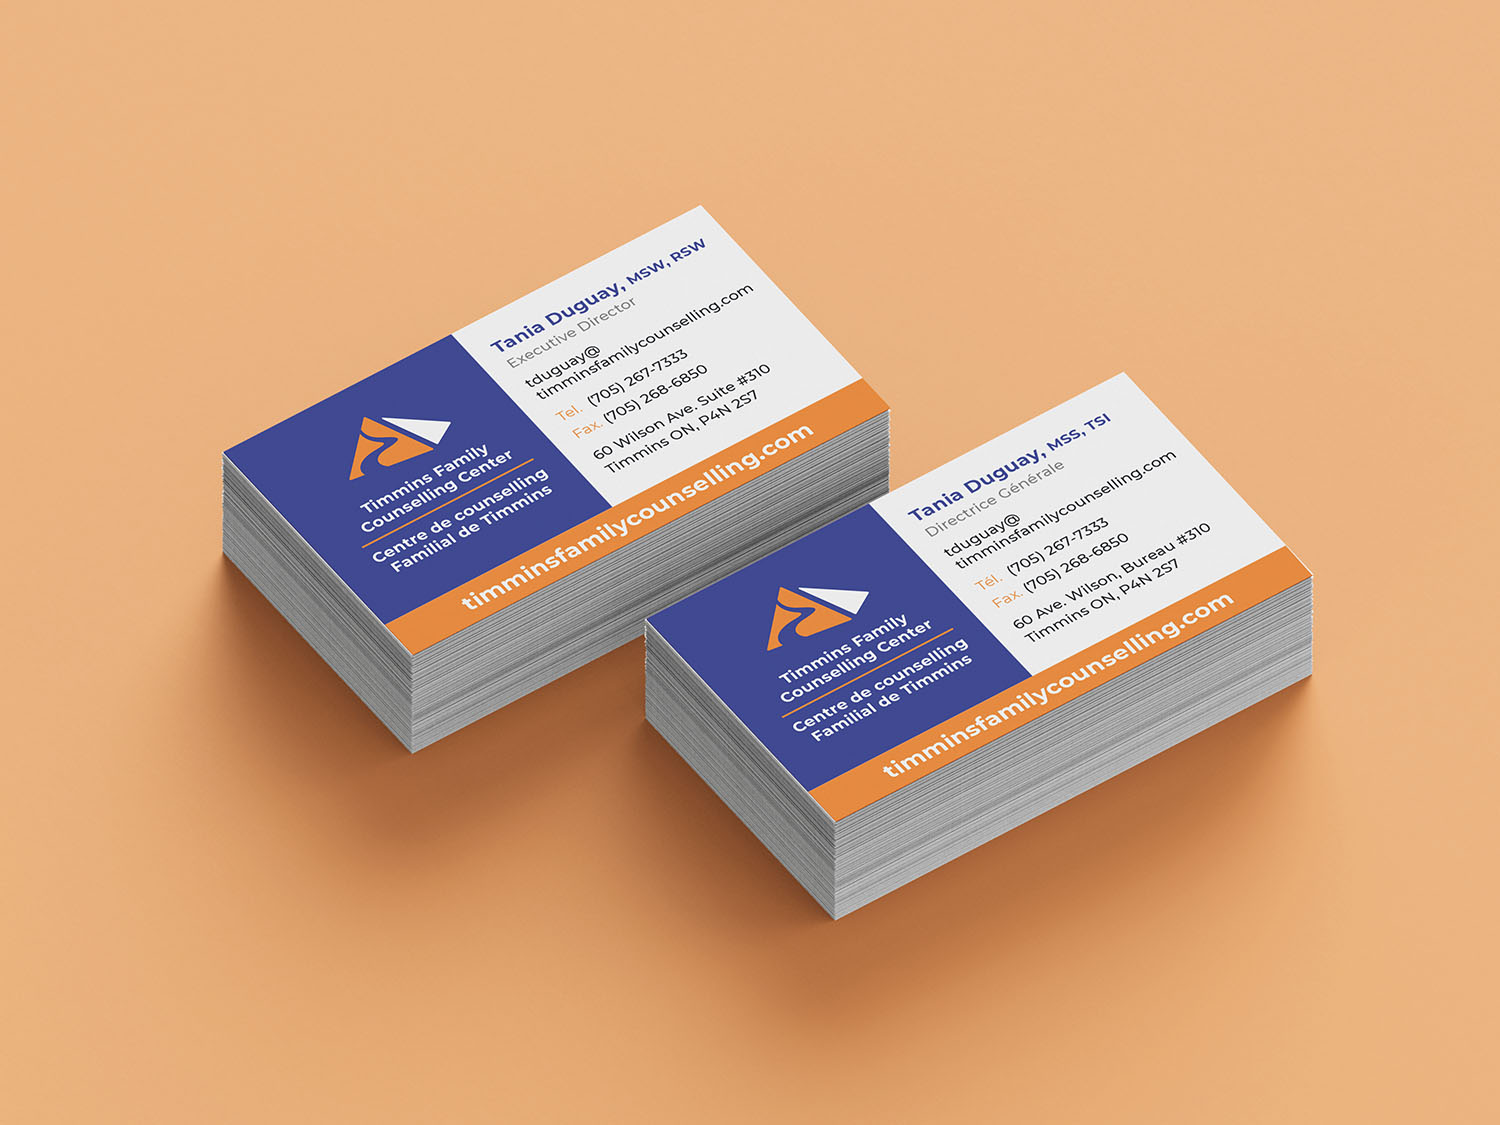 Timmins Family
Counselling Center
Centre de counselling
Familial de Timmins
Tania Duguay, MSW, RSW
Executive Director
tduguay@
timminsfamilycounselling.com
Tel. (705) 267-7333
Fax. (705) 268-6850
60 Wilson Ave. Suite #310
Timmins ON, P4N 2S7
timminsfamilycounselling.com
Timmins Family
Counselling Center
Centre de counselling
Familial de Timmins
Tania Duguay, MSS, TSI
Directrice Générale
tduguay@
timminsfamilycounselling.com
Tél. (705) 267-7333
Fax. (705) 268-6850
60 Ave. Wilson, Bureau #310
Timmins ON, P4N 2S7
timminsfamilycounselling.com